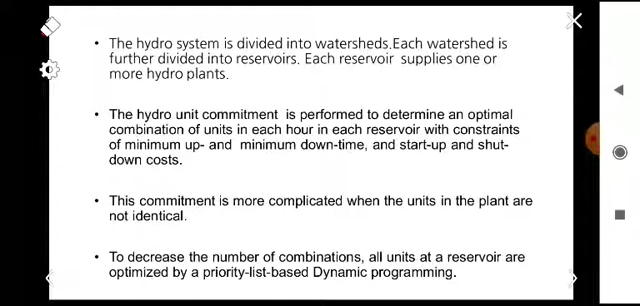 • The hydro system is divided into watersheds.Each watershed is
further divided into reservoirs. Each reservoir supplies one or
more hydro plants.
• The hydro unit commitment is performed to determine an optimal
combination of units in each hour in each reservoir with constraints
of minimum up- and minimum down-time, and start-up and shut-
down costs.
• This commitment is more complicated when the units in the plant are
not identical.
• To decrease the number of combinations, all units at a reservoir are
optimized by a priority-list-based Dynamic programming.